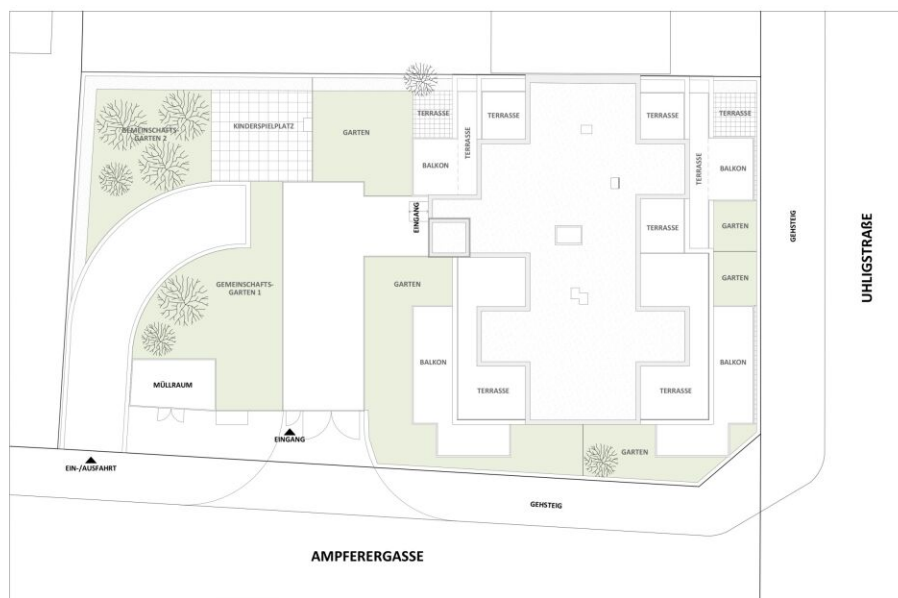 GEMEINSCHAFTS
GARTEN 2
KINDERSPIELPLATZ
GARTEN
TERRASSE
TERRASSE
TERRASSE
BALKON
EINGANG
TERRASSE
TERRASSE
TERRASSE
BALKON
TERRASSE
GARTEN
GARTEN
GEHSTEIG
UHLIGSTRAßE
GEMEINSCHAFTS-
GARTEN 1
GARTEN
BALKON
TERRASSE
TERRASSE
BALKON
MÜLLRAUM
EINGANG
EIN-/AUSFAHRT
GARTEN
GEHSTEIG
AMPFERERGASSE